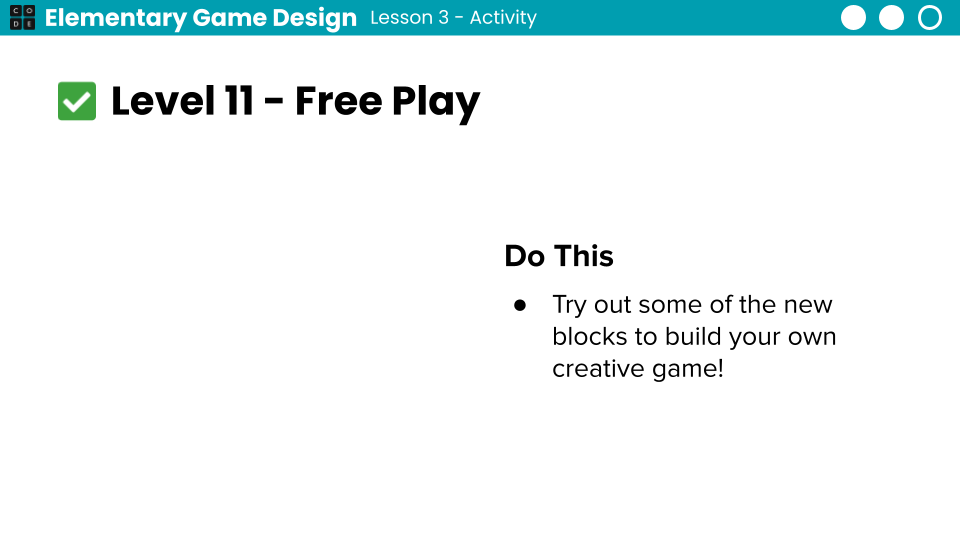 CODE Elementary Game Design Lesson 3 - Activity
✅ Level 11 - Free Play
Do This
● Try out some of the new
blocks to build your own
creative game!